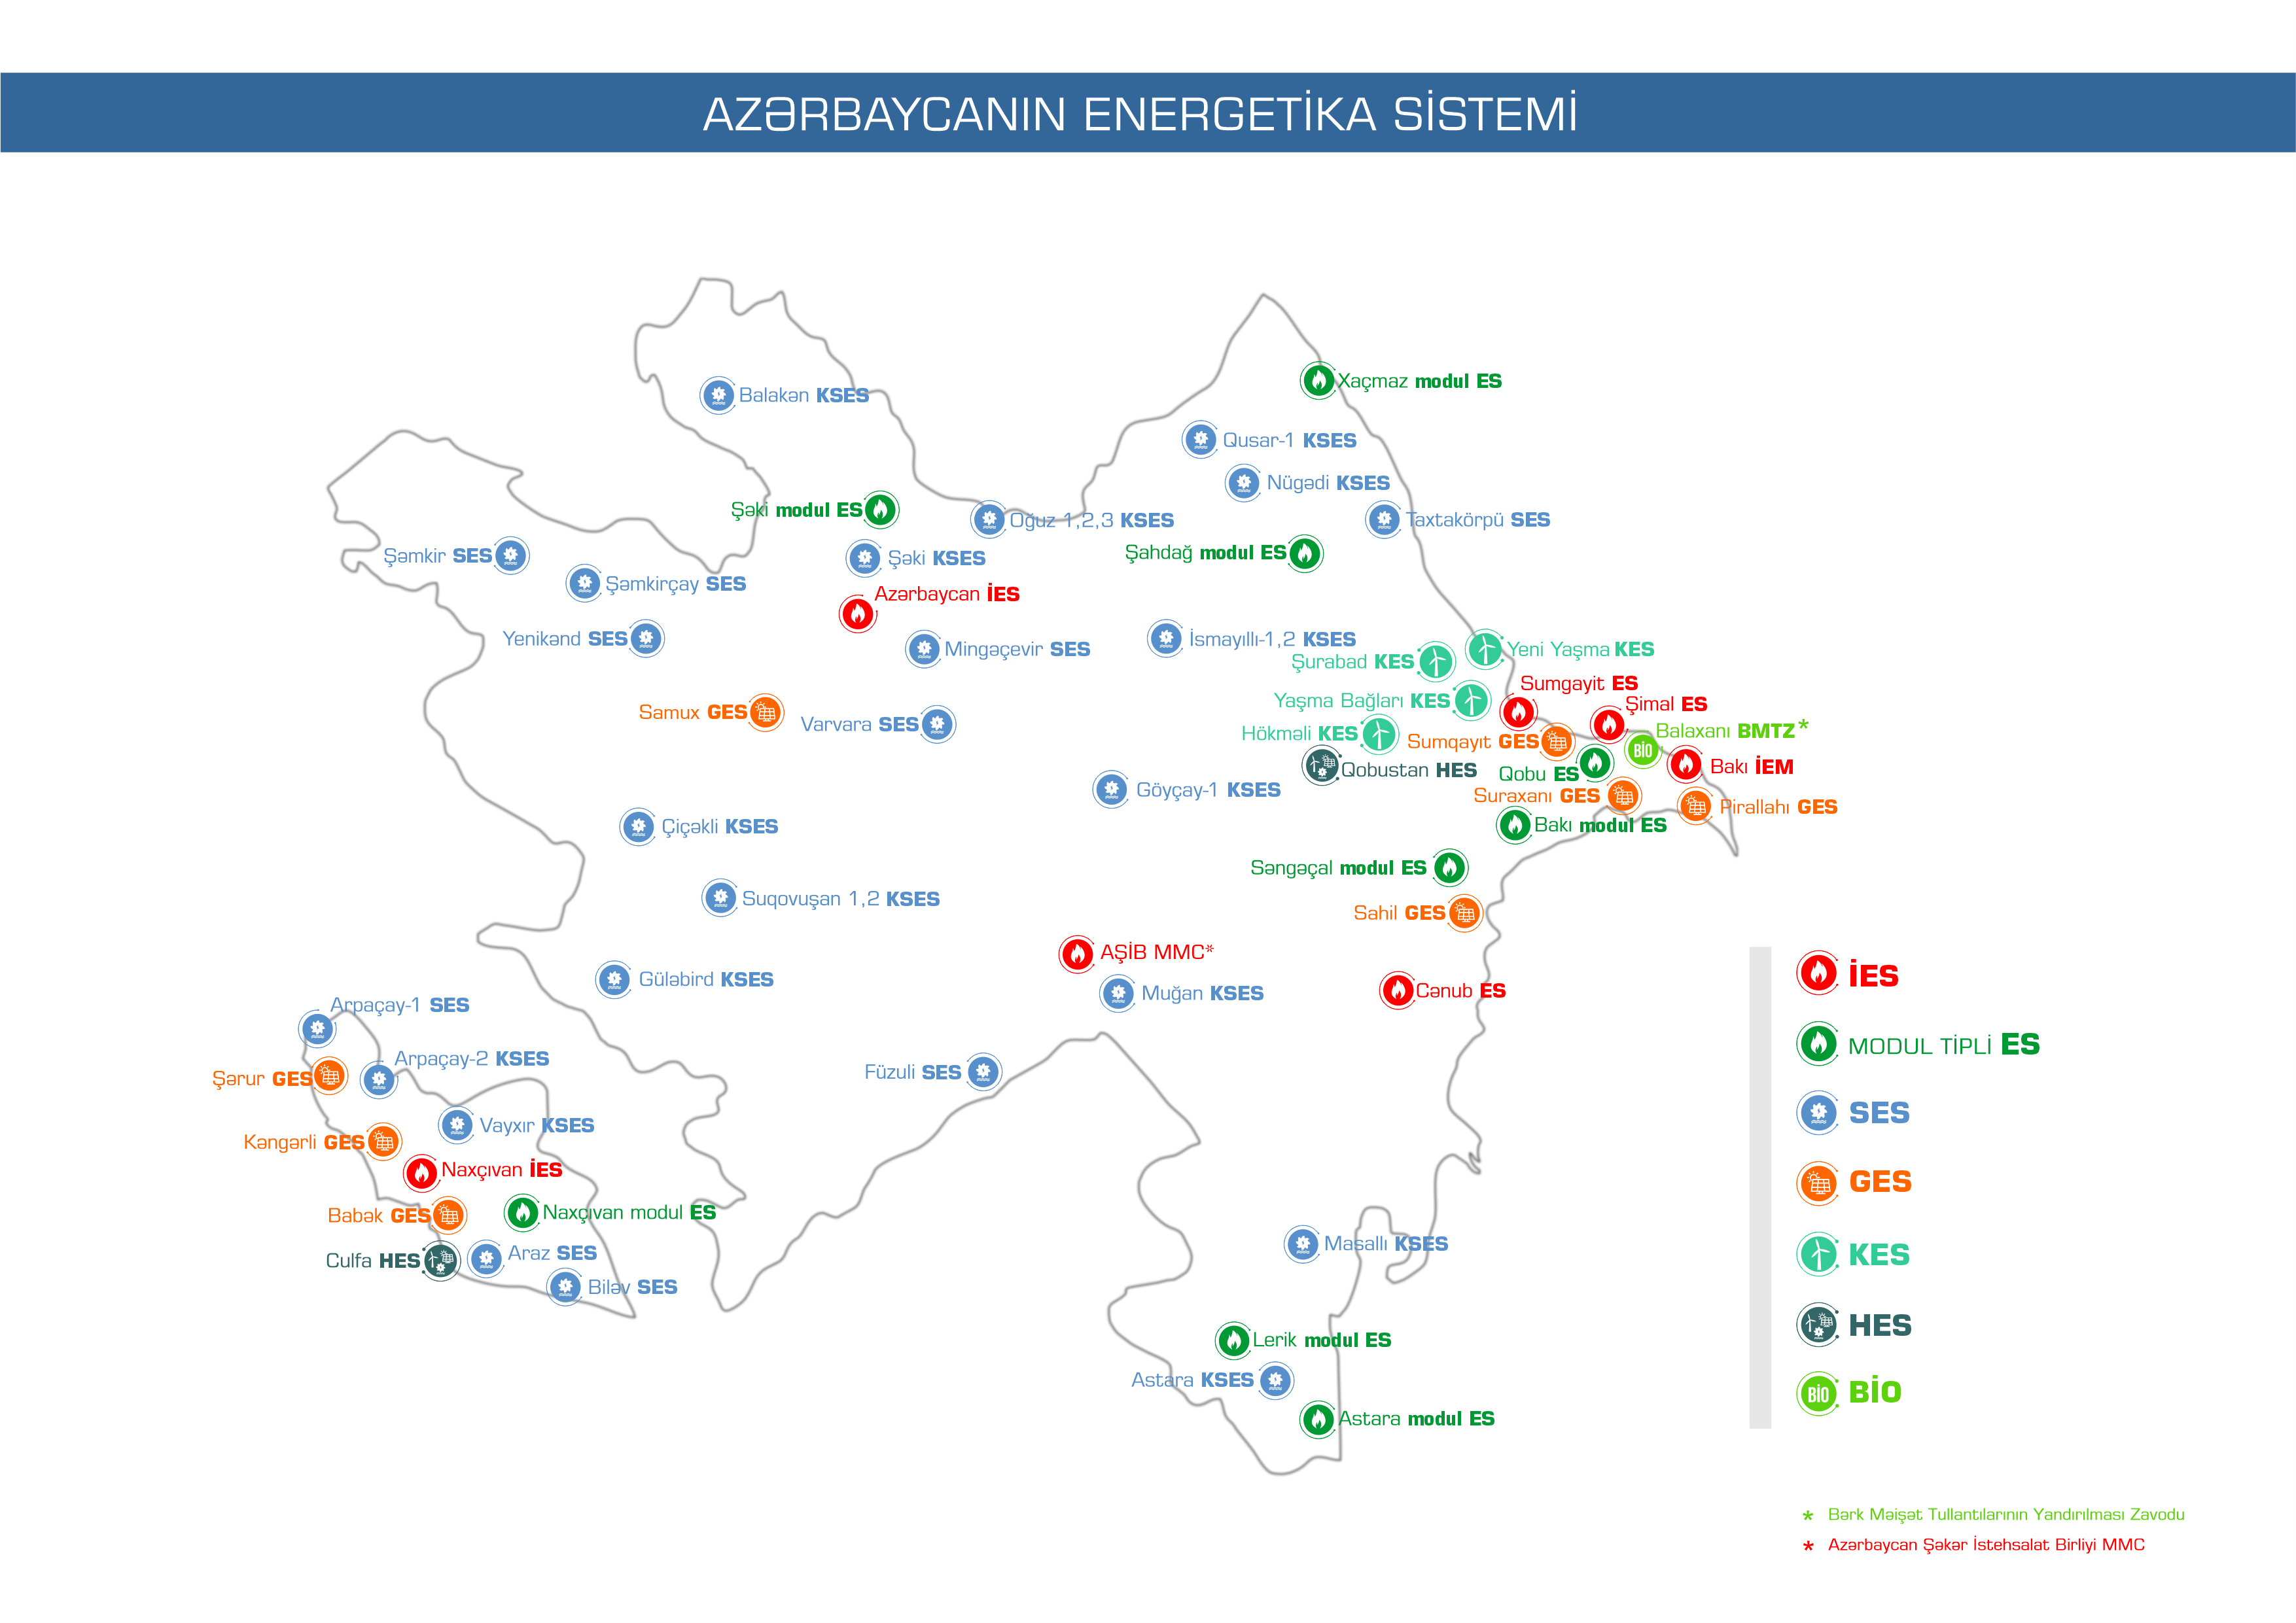 AZƏRBAYCANIN ENERGETİKA SİSTEMİ
Xaçmaz modul ES
Balakən KSES
Qusar-1 KSES
Nügədi KSES
Şəki modul ES
Oğuz 1,2,3 KSES
Taxtakörpü SES
Şahdağ modul ES
Şəmkir SES
Şəki KSES
Şəmkirçay SES
Azərbaycan İES
Yenikənd SES
Mingəçevir SES
İsmayıllı-1,2 KSES
Yeni Yaşma KES
Şurabad KES
Sumgayit ES
Yaşma Bağları KES
Şimal ES
Samux GES
Varvara SES
Balaxanı BMTZ *
Hökməli KES
Sumqayıt GES
BİO
Qobustan HES
Qobu ES
Bakı İEM
Göyçay-1 KSES
Suraxanı GES
Pirallahı GES
Çiçəkli KSES
Bakı modul ES
Səngəçal modul ES
Suqovuşan 1,2 KSES
Sahil GES
AŞİB MMC*
Güləbird KSES
Muğan KSES
Cənub ES
Arpaçay-1 SES
Arpaçay-2 KSES
Şərur GES
Füzuli SES
Vayxır KSES
Kəngərli GES
Naxçıvan İES
Babək GES
Naxçıvan modul ES
Culfa HES
Araz SES
Biləv SES
Masallı KSES
Lerik modul ES
Astara KSES
Astara modul ES
İES
MODUL TİPLİ ES
SES
GES
KES
HES
BİO BİO
* Bərk Məişət Tullantılarının Yandırılması Zavodu
* Azərbaycan Şəkər İstehsalat Birliyi MMC